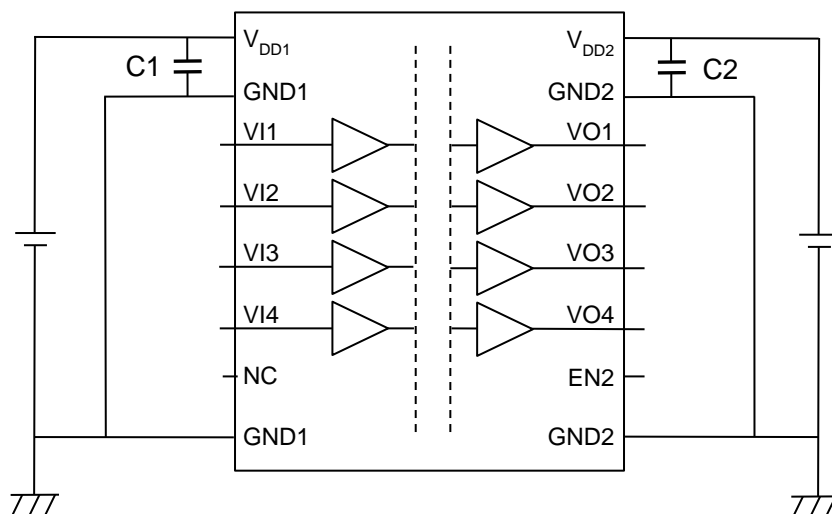 C1
V_DD1
GND1
VI1
VI2
VI3
VI4
NC
GND1
V_DD2
GND2
VO1
VO2
VO3
VO4
EN2
GND2
C2